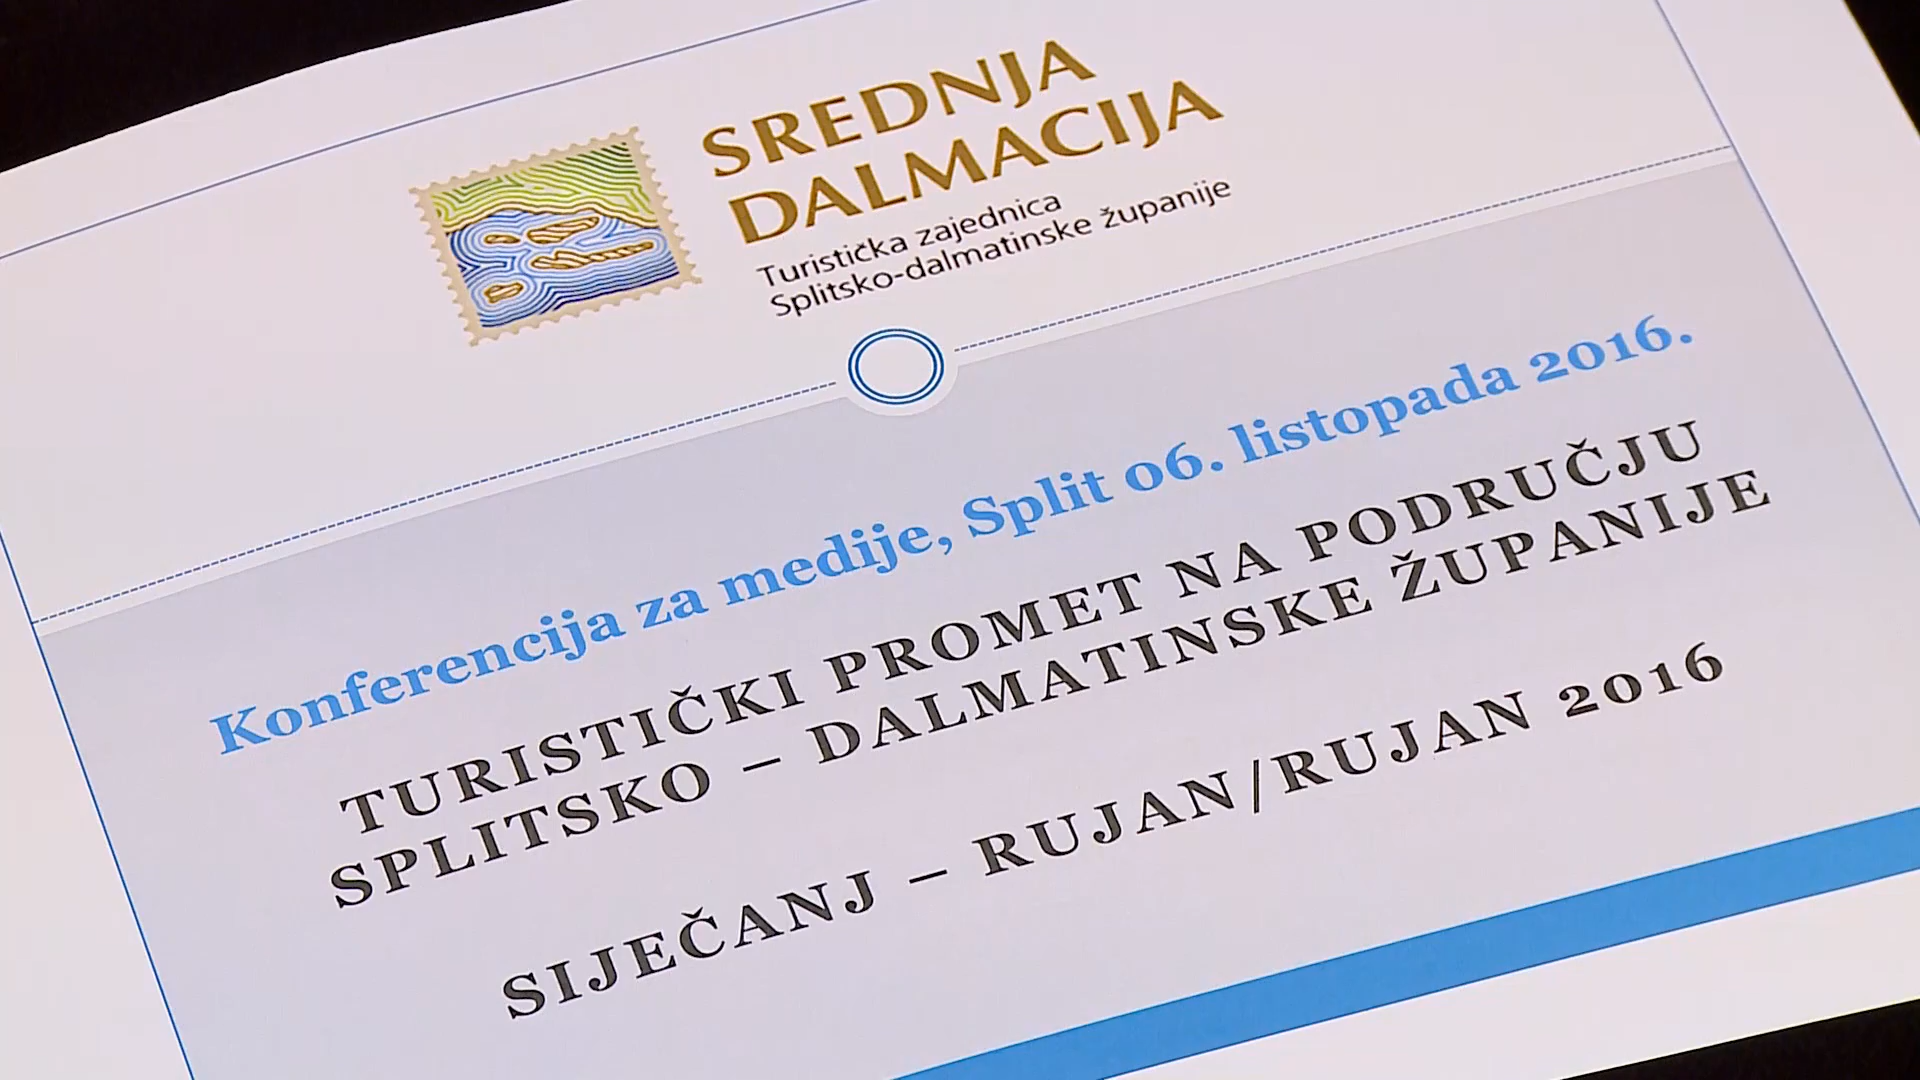 SREDNJA
DALMACIJA
Turistička zajednica
Splitsko-dalmatinske županije
Konferencija za medije, Split 06. listopada 2016.
TURISTIČKI PROMET NA PODRUČJU
SPLITSKO – DALMATINSKE ŽUPANIJE
SIJEČANJ – RUJAN/RUJAN 2016